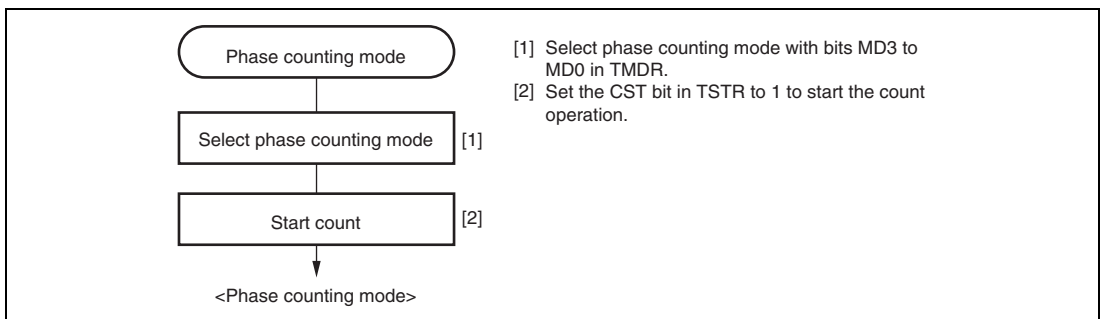 Phase counting mode
Select phase counting mode [1]
Start count [2]
<Phase counting mode>
[1] Select phase counting mode with bits MD3 to
MD0 in TMDR.
[2] Set the CST bit in TSTR to 1 to start the count
operation.